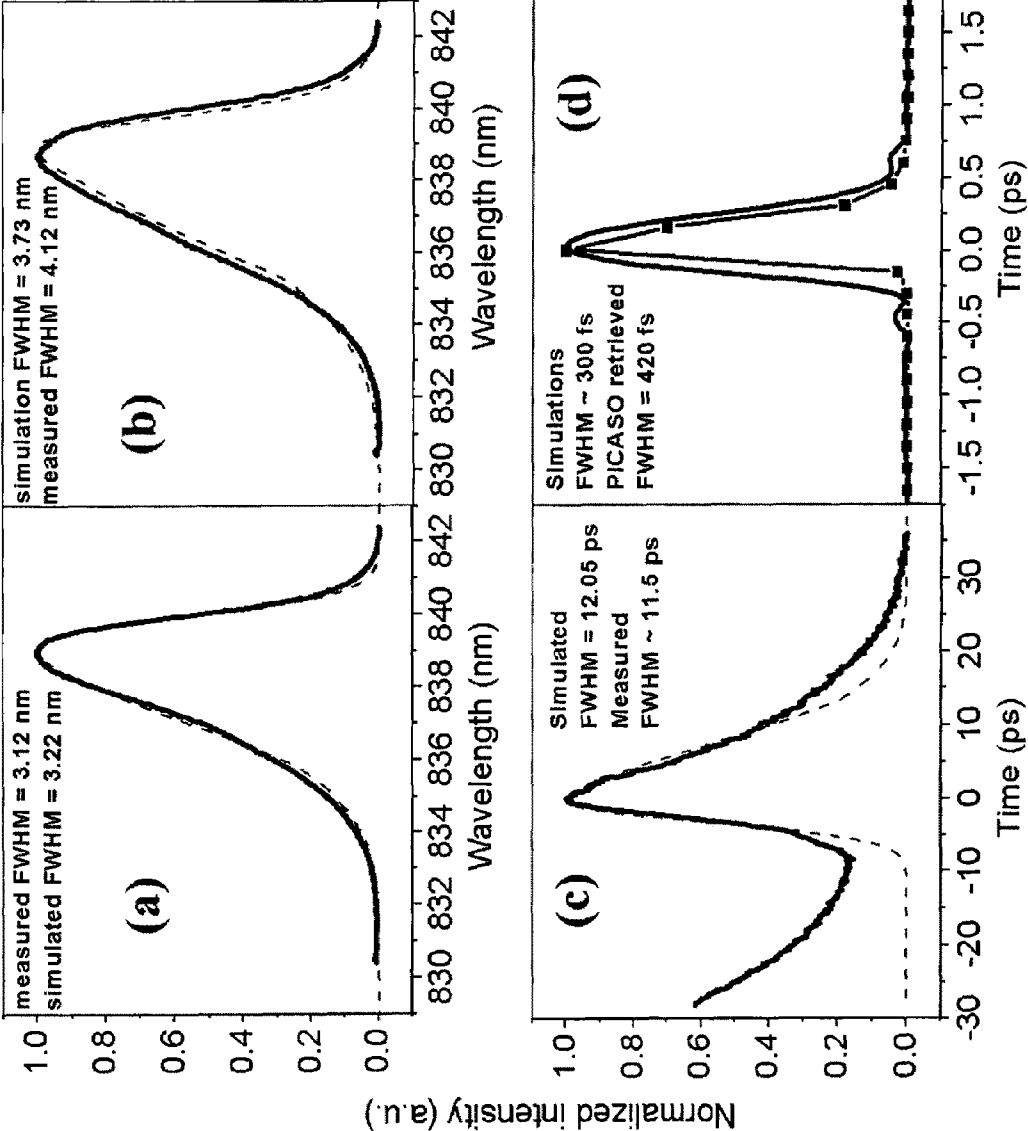 Normalized intensity (a.u.)
measured FWHM = 3.12 nm
simulated FWHM = 3.22 nm
(a)
1.0
0.8
0.6
0.4
0.2
0.0
830 832 834 836 838 840 842
Wavelength (nm)
simulation FWHM = 3.73 nm
measured FWHM = 4.12 nm
(b)
830 832 834 836 838 840 842
Wavelength (nm)
(c)
SImulated
FWHM = 12.05 ps
Measured
FWHM ~ 11.5 ps
1.0
0.8
0.6
0.4
0.2
0.0
-30 -20 -10 0 10 20 30
Time (ps)
SImulations
FWHM ~ 300 fs
PICASO retrieved
FWHM = 420 fs
(d)
-1.5 -1.0 -0.5 0.0 0.5 1.0 1.5
Time (ps)